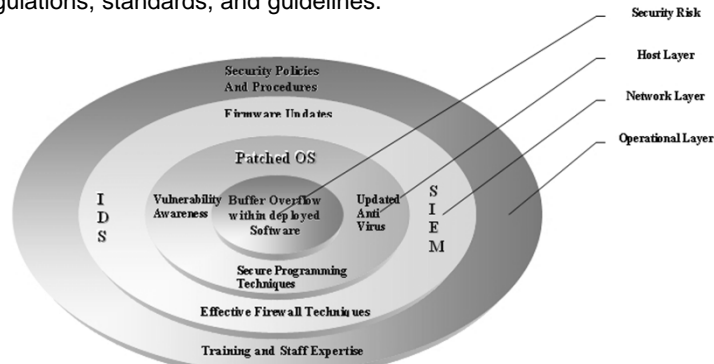 gulations, standards, and guidelines.
Security Risk
Host Layer
Network Layer
Operational Layer
Security Policies
And Procedures
Firmware Updates
Patched OS
I
D
S
Vulnerability
Awareness
Buffer Overflow
within deployed
Software
Updated
Anti
Virus
S
I
E
M
Secure Programming
Techniques
Effective Firewall Techniques
Training and Staff Expertise